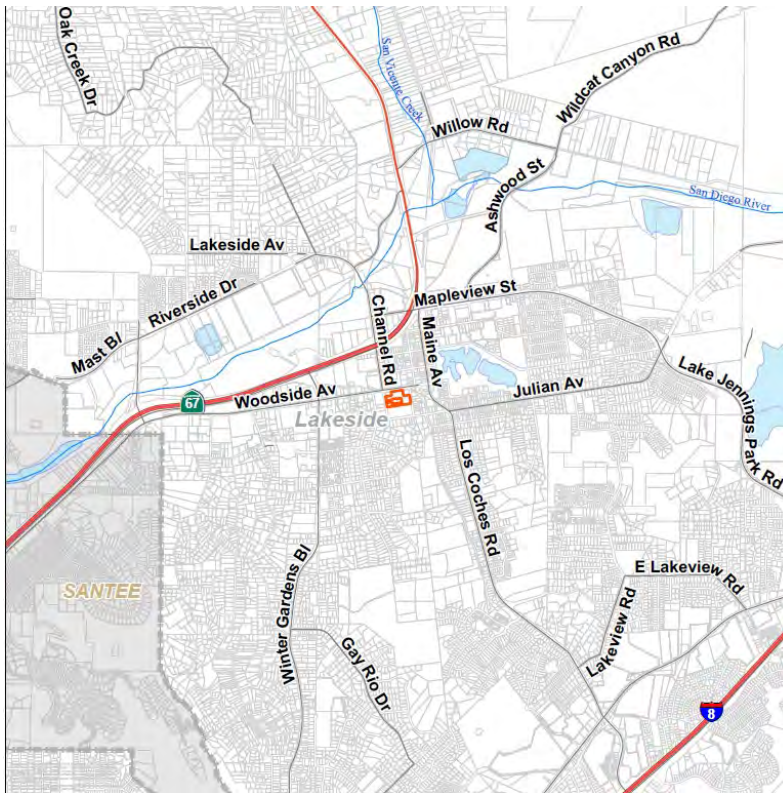 Oak Creek Dr
San Vicente Creek
Wildcat Canyon Rd
Willow Rd
Ashwood St
San Diego River
Lakeside Av
Riverside Dr
Mapleview St
Channel Rd
Maine Av
Mast Bl
Lake Jennings Park Rd
Julian Av
67
Woodside Av
Lakeside
Los Coches Rd
SANTEE
Winter Gardens Bl
E Lakeview Rd
Lakeview Rd
Gay Rio Dr
8